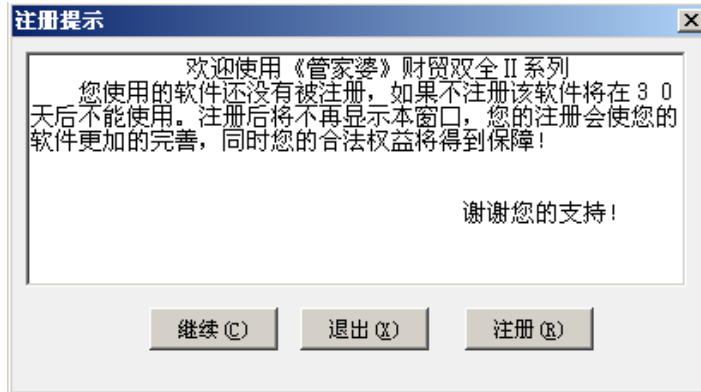 注册提示
欢迎使用《管家婆》财贸双全Ⅱ系列
您使用的软件还没有被注册，如果不注册该软件将在３０
天后不能使用。注册后将不再显示本窗口，您的注册会使您的
软件更加的完善，同时您的合法权益将得到保障！
谢谢您的支持！
继续(C) 退出(X) 注册(R)